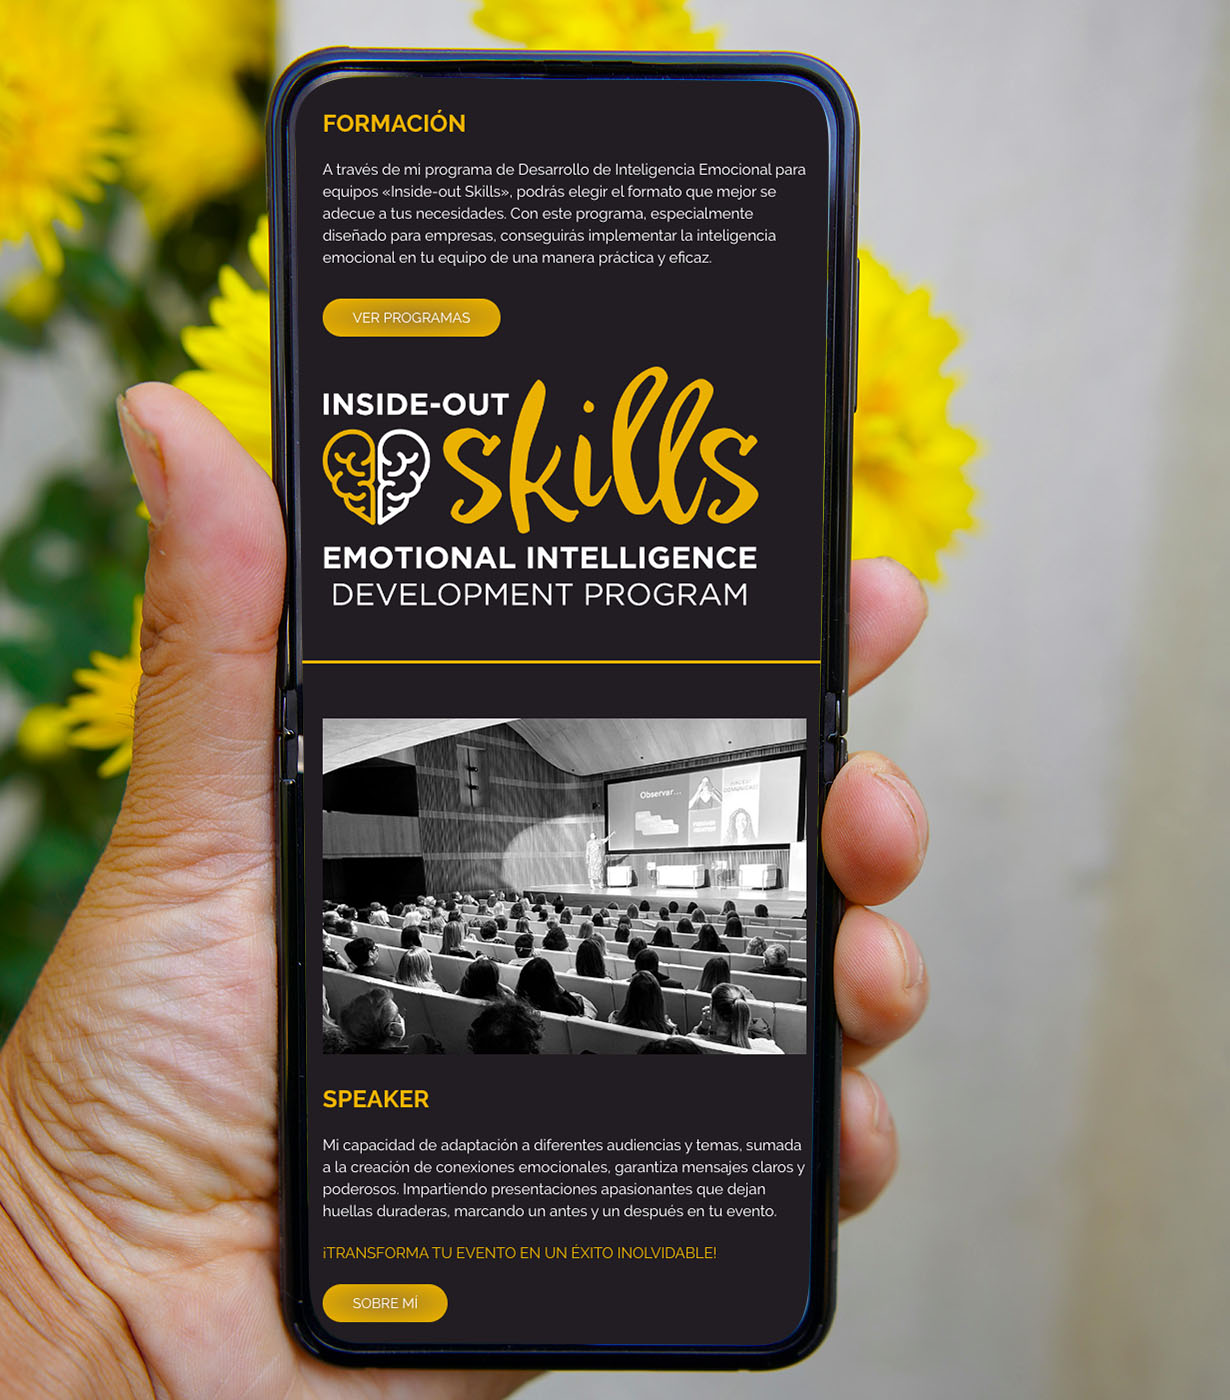 FORMACIÓN
A través de mi programa de Desarrollo de Inteligencia Emocional para
equipos «Inside-out Skills», podrás elegir el formato que mejor se
adecue a tus necesidades. Con este programa, especialmente
diseñado para empresas, conseguirás implementar la inteligencia
emocional en tu equipo de una manera práctica y eficaz.
VER PROGRAMAS
INSIDE-OUT
skills
EMOTIONAL INTELLIGENCE
DEVELOPMENT PROGRAM
Observar...
SPEAKER
Mi capacidad de adaptación a diferentes audiencias y temas, sumada
a la creación de conexiones emocionales, garantiza mensajes claros y
poderosos. Impartiendo presentaciones apasionantes que dejan
huellas duraderas, marcando un antes y un después en tu evento.
¡TRANSFORMA TU EVENTO EN UN ÉXITO INOLVIDABLE!
SOBRE MÍ